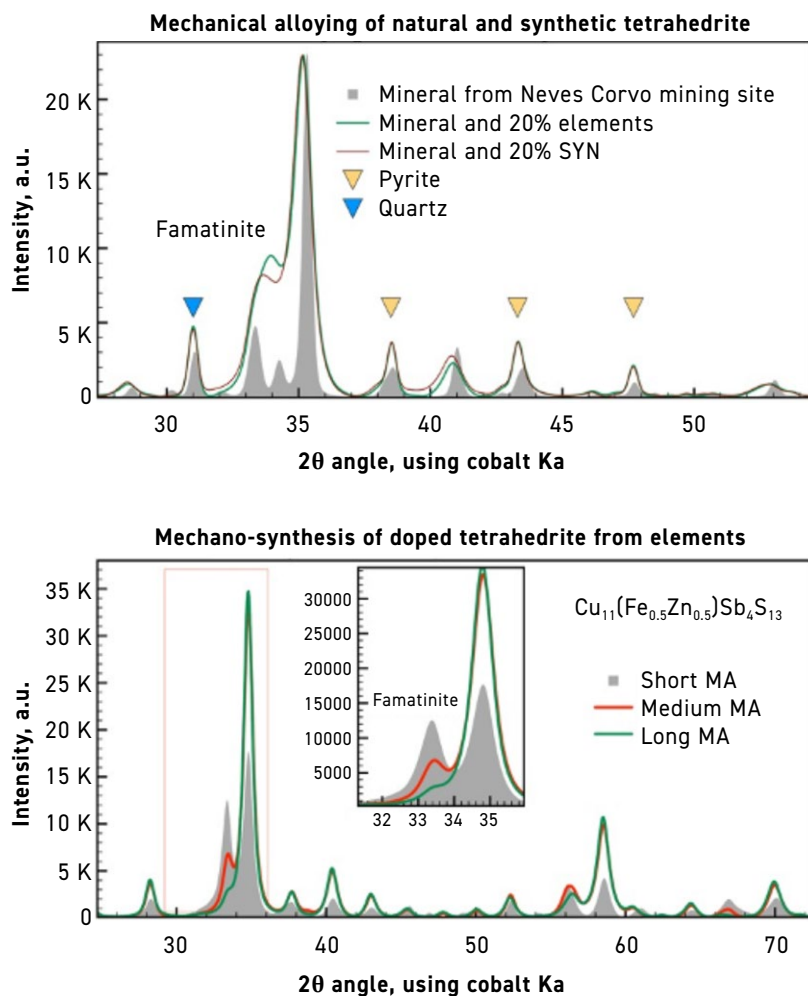 Mechanical alloying of natural and synthetic tetrahedrite
Intensity, a.u.
20 K
15 K
10 K
5 K
0
Mineral from Neves Corvo mining site
Mineral and 20% elements
Mineral and 20% SYN
Pyrite
Quartz
Famatinite
30 35 40 45 50
2θ angle, using cobalt Ka
Mechano-synthesis of doped tetrahedrite from elements
Intensity, a.u.
35 K
30 K
25 K
20 K
15 K
10 K
5 K
0
30000
25000
20000
15000
10000
5000
Famatinite
32 33 34 35
Cu₁₁(Fe₀.₅Zn₀.₅)Sb₄S₁₃
Short MA
Medium MA
Long MA
30 40 50 60 70
2θ angle, using cobalt Ka